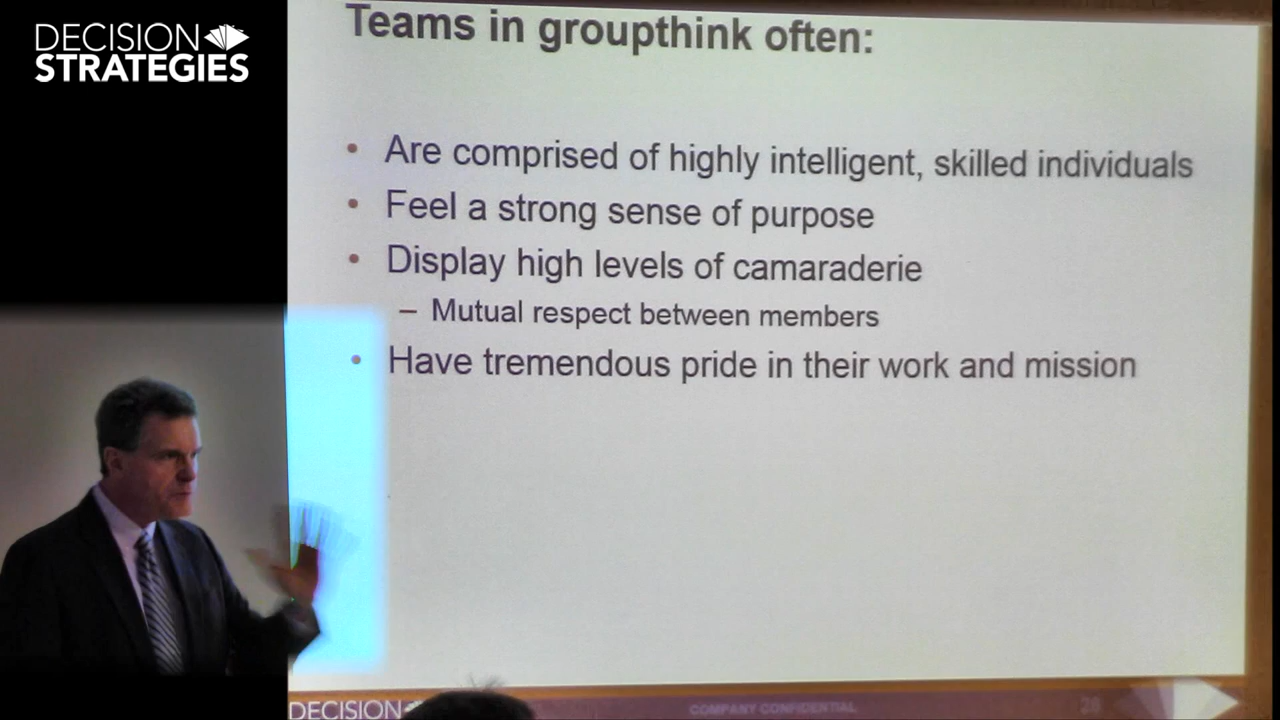 DECISION
STRATEGIES
Teams in groupthink often:
• Are comprised of highly intelligent, skilled individuals
• Feel a strong sense of purpose
• Display high levels of camaraderie
– Mutual respect between members
• Have tremendous pride in their work and mission
DECISION
COMPANY CONFIDENTIAL
28